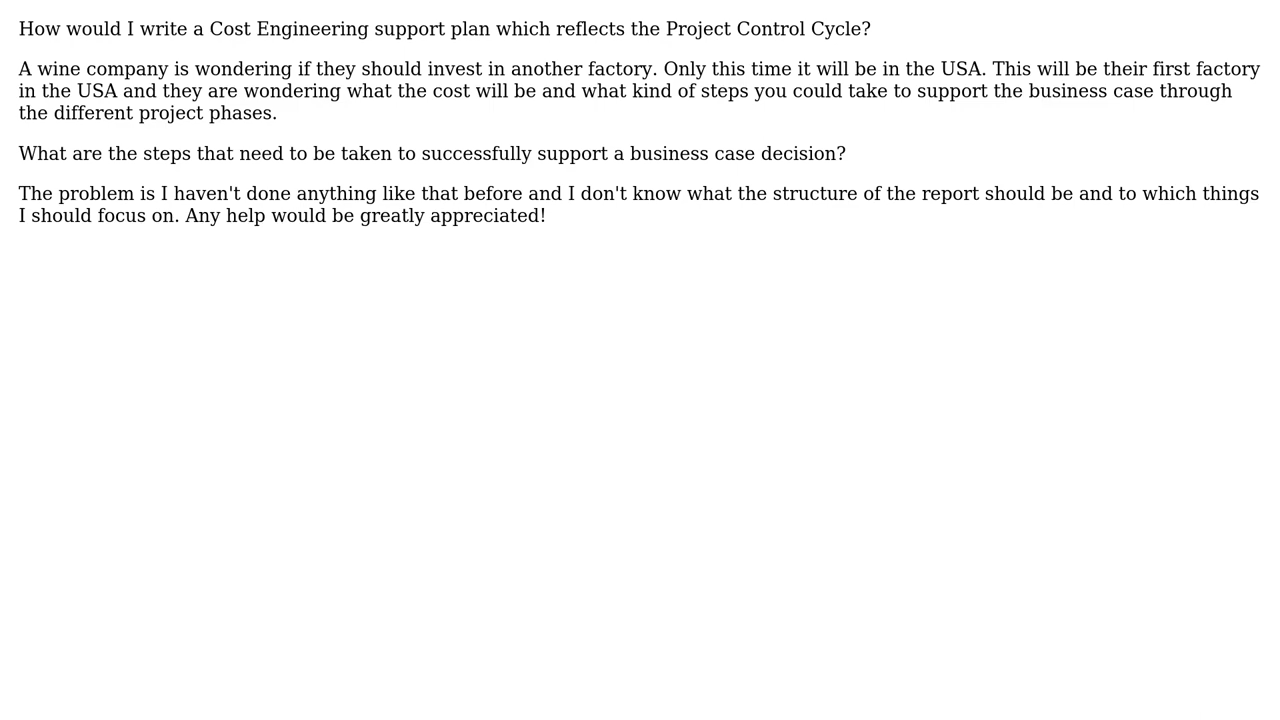 How would I write a Cost Engineering support plan which reflects the Project Control Cycle?
A wine company is wondering if they should invest in another factory. Only this time it will be in the USA. This will be their first factory
in the USA and they are wondering what the cost will be and what kind of steps you could take to support the business case through
the different project phases.
What are the steps that need to be taken to successfully support a business case decision?
The problem is I haven't done anything like that before and I don't know what the structure of the report should be and to which things
I should focus on. Any help would be greatly appreciated!